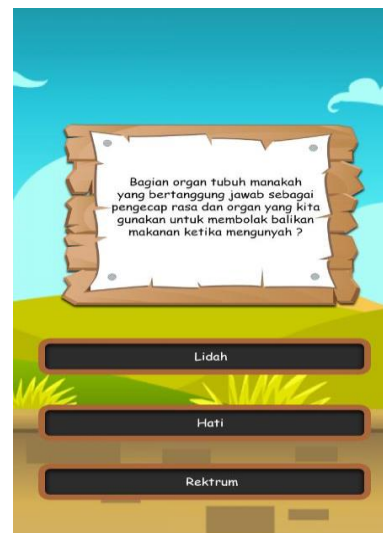 Bagian organ tubuh manakah
yang bertanggung jawab sebagai
pengecap rasa dan organ yang kita
gunakan untuk membolak balikan
makanan ketika mengunyah ?
Lidah
Hati
Rektrum